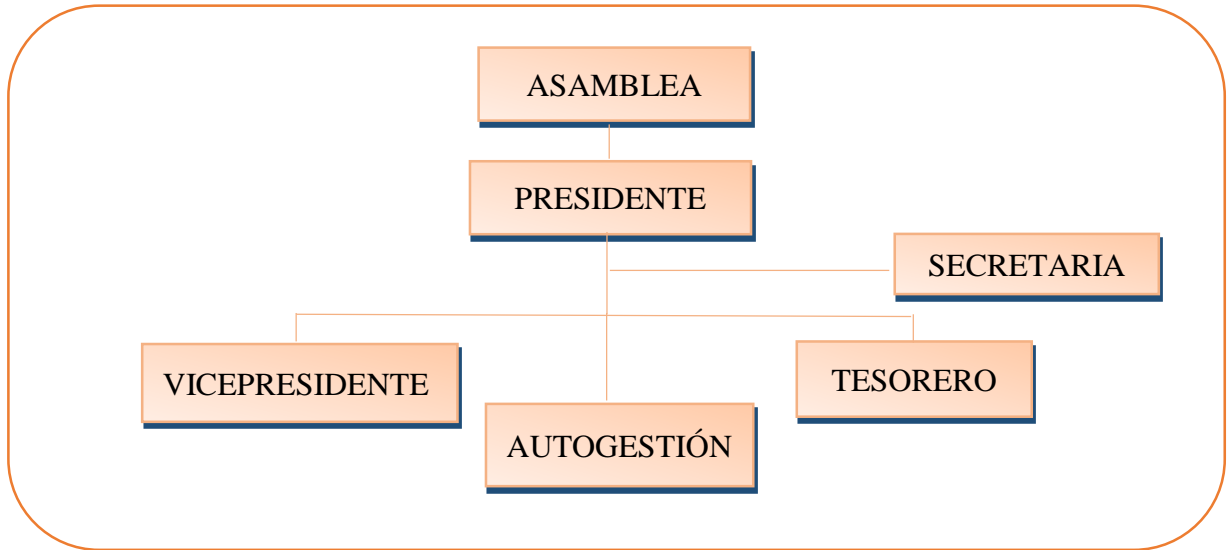 ASAMBLEA
PRESIDENTE
SECRETARIA
VICEPRESIDENTE
TESORERO
AUTOGESTIÓN